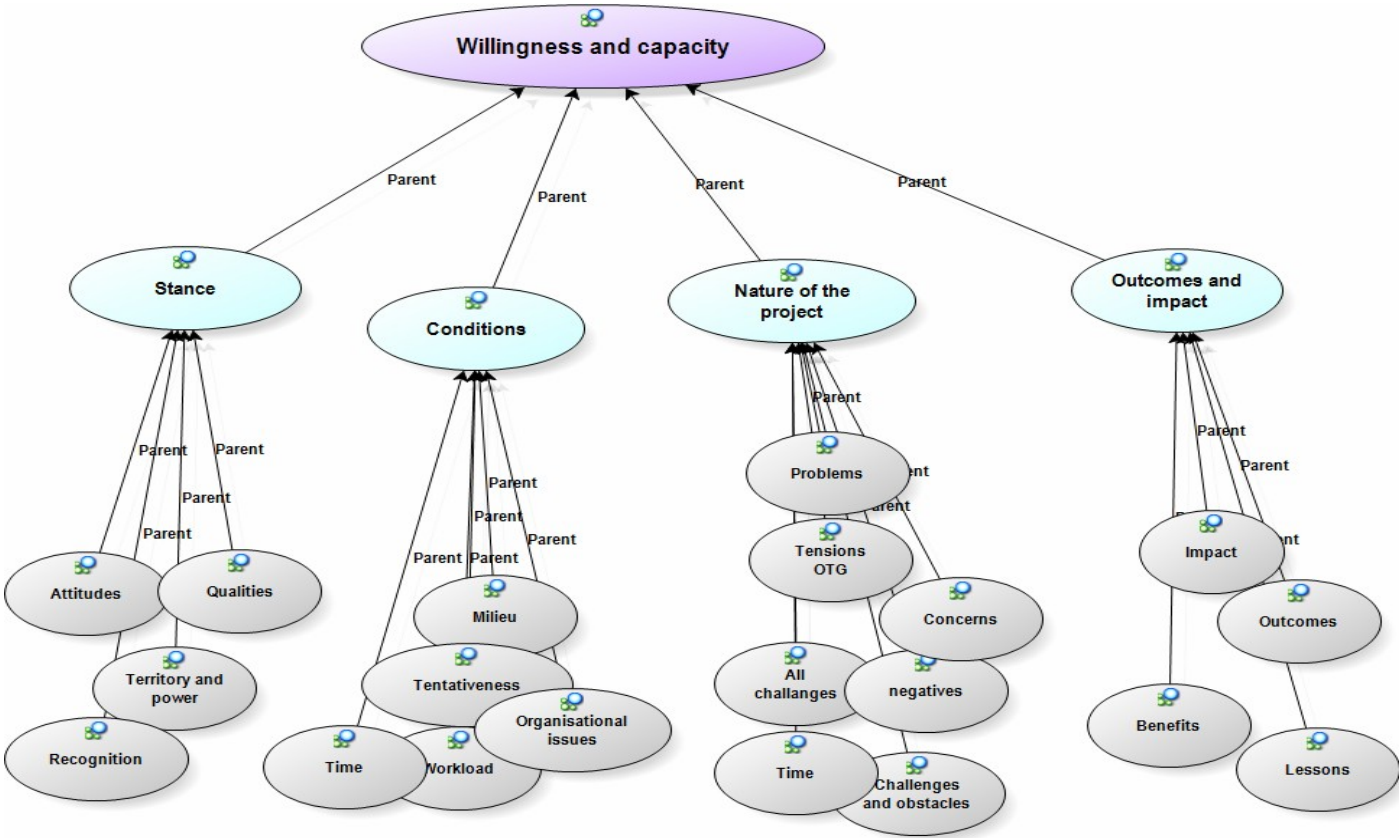 Willingness and capacity
Parent
Parent
Parent
Parent
Stance
Conditions
Nature of the
project
Outcomes and
impact
Parent
Parent
Parent
Parent
Parent
Parent
Parent
Parent
Parent
Parent
Parent
Parent
Parent
Problems
Tensions
OTG
Attitudes
Qualities
Milieu
Concerns
Impact
Outcomes
Territory and
power
Tentativeness
All
challanges
negatives
Recognition
Time
Workload
Organisational
issues
Time
Challenges
and obstacles
Benefits
Lessons